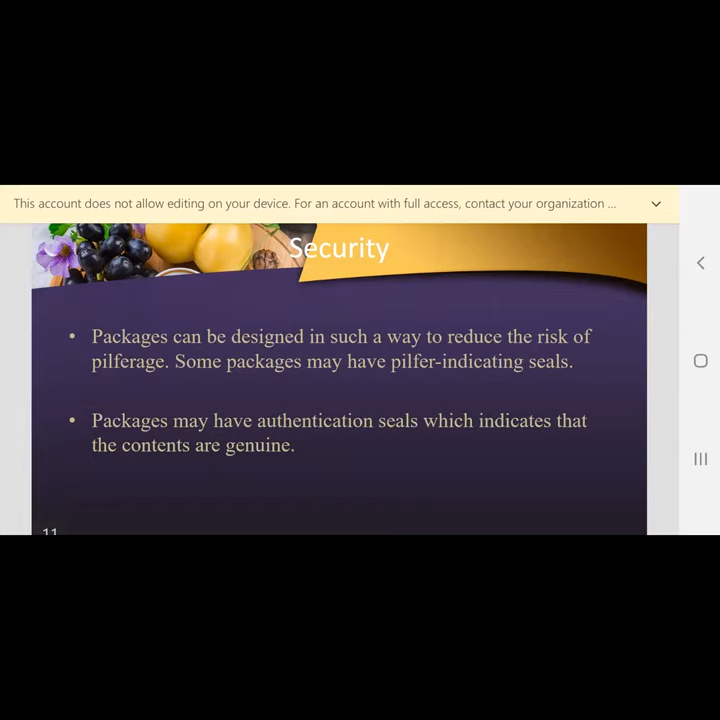 This account does not allow editing on your device. For an account with full access, contact your organization ...
Security
• Packages can be designed in such a way to reduce the risk of
pilferage. Some packages may have pilfer-indicating seals.
• Packages may have authentication seals which indicates that
the contents are genuine.
11